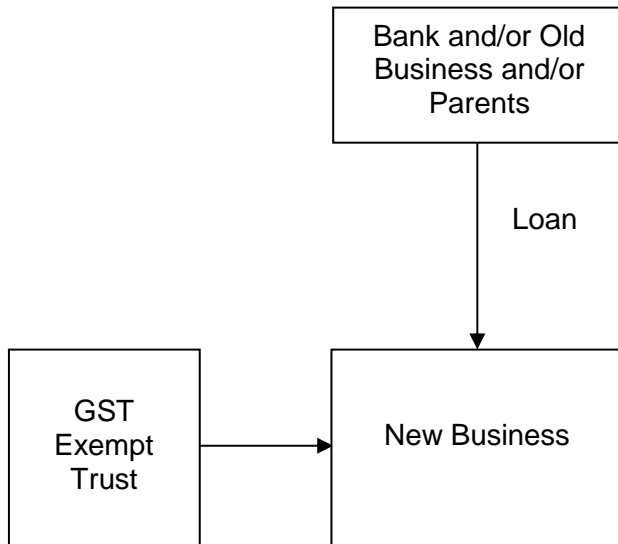 Bank and/or Old
Business and/or
Parents
Loan
GST
Exempt
Trust
New Business